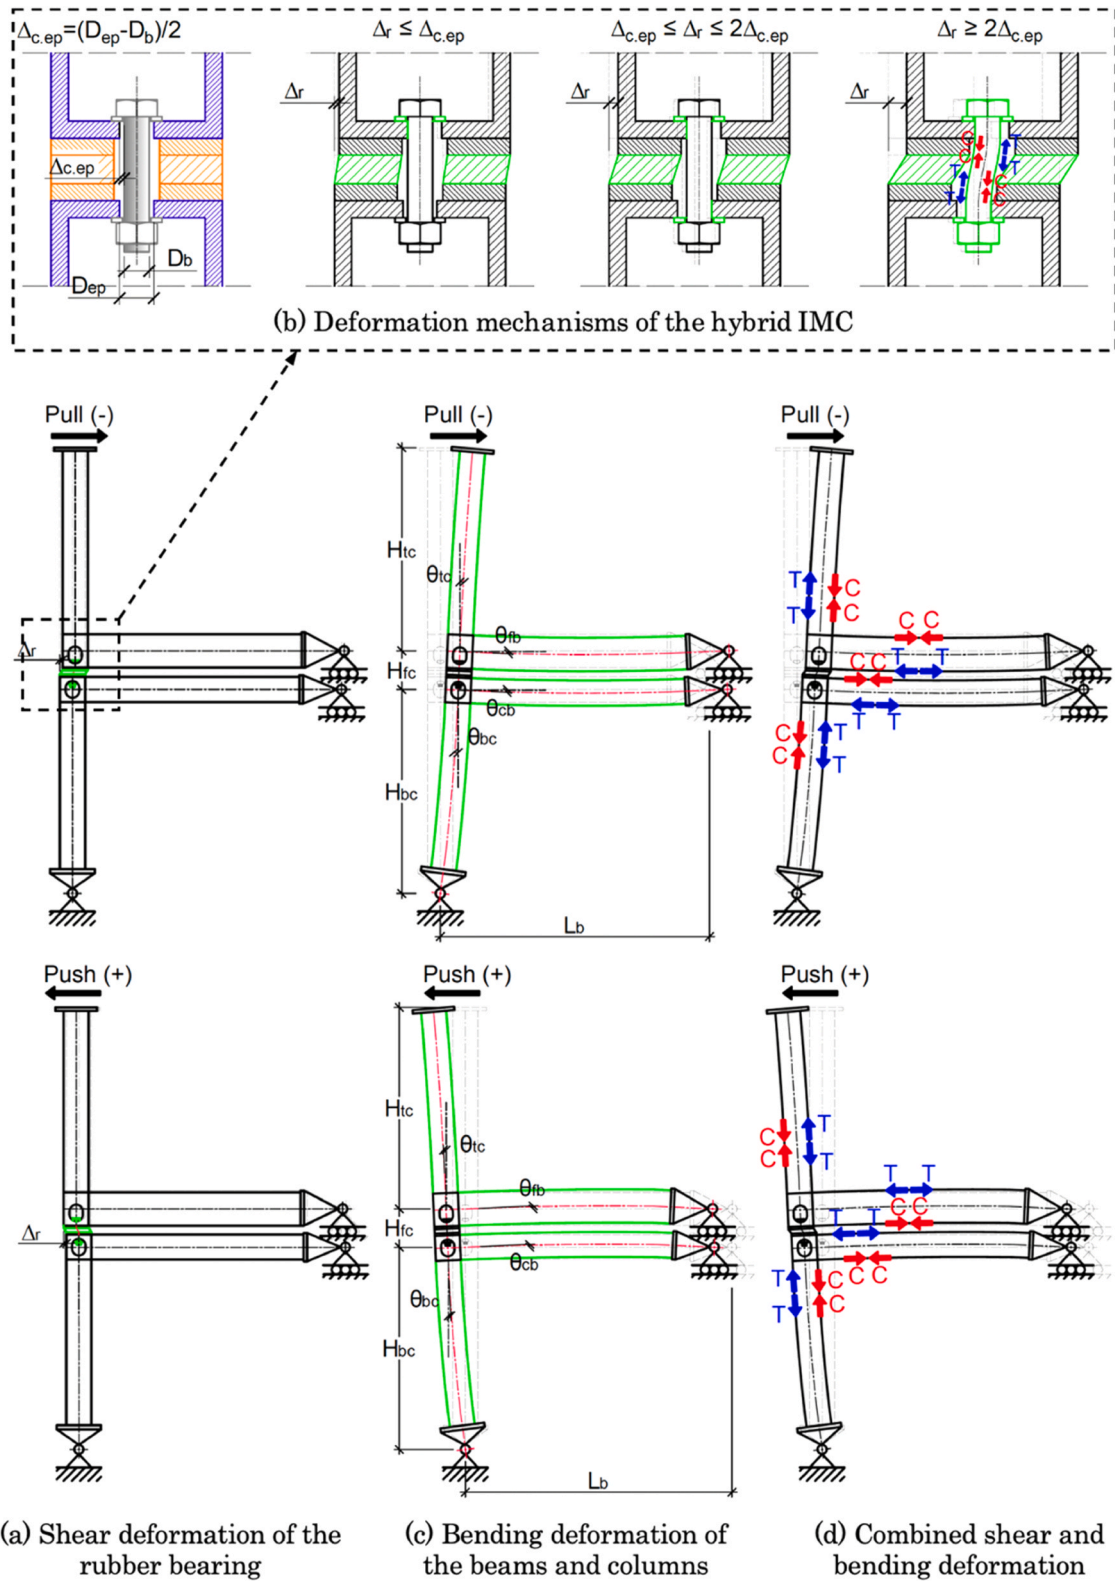 Δc.ep=(Dep-Db)/2
Δr ≤ Δc.ep
Δc.ep ≤ Δr ≤ 2Δc.ep
Δr ≥ 2Δc.ep
Δr
Δr
Δr
Δc.ep
C
C
T
T
T
T
C
C
Db
Dep
(b) Deformation mechanisms of the hybrid IMC
Pull (-)
Pull (-)
Pull (-)
Htc
θtc
T
T
C
C
C C
Δr
θfb
Hfc
C C
T T
θcb
T T
θbc
C
C
T
T
Hbc
Lb
Push (+)
Push (+)
Push (+)
Htc
θtc
C
C
T
T
T T
θfb
C C
Δr
Hfc
T T
θcb
C C
θbc
T
T
C
C
Hbc
Lb
(a) Shear deformation of the
rubber bearing
(c) Bending deformation of
the beams and columns
(d) Combined shear and
bending deformation